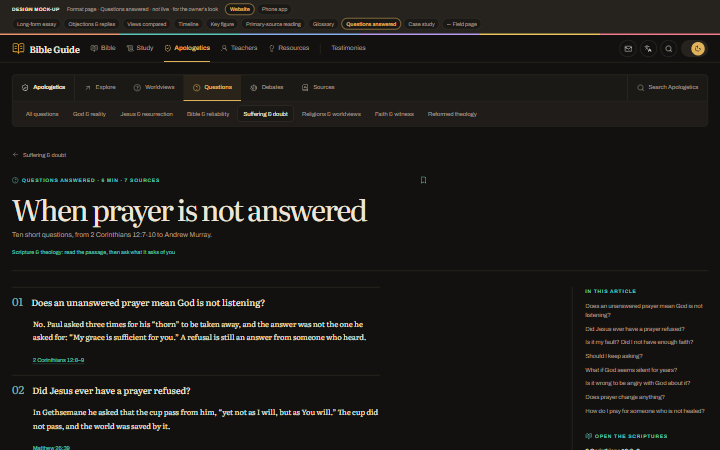 DESIGN MOCK-UP Format page · Questions answered · not live · for the owner's look Website Phone app
Long-form essay Objections & replies Views compared Timeline Key figure Primary-source reading Glossary Questions answered Case study — Field page
Bible Guide Bible Study Apologetics Teachers Resources Testimonies
Apologetics Explore Worldviews Questions Debates Sources Search Apologetics
All questions God & reality Jesus & resurrection Bible & reliability Suffering & doubt Religions & worldviews Faith & witness Reformed theology
← Suffering & doubt
QUESTIONS ANSWERED · 6 MIN · 7 SOURCES
When prayer is not answered
Ten short questions, from 2 Corinthians 12:7-10 to Andrew Murray.
Scripture & theology: read the passage, then ask what it asks of you
01 Does an unanswered prayer mean God is not listening?
No. Paul asked three times for his “thorn” to be taken away, and the answer was not the one he
asked for: “My grace is sufficient for you.” A refusal is still an answer from someone who heard.
2 Corinthians 12:8–9
02 Did Jesus ever have a prayer refused?
In Gethsemane he asked that the cup pass from him, “yet not as I will, but as You will.” The cup did
not pass, and the world was saved by it.
Matthew 26:39
IN THIS ARTICLE
Does an unanswered prayer mean God is not
listening?
Did Jesus ever have a prayer refused?
Is it my fault? Did I not have enough faith?
Should I keep asking?
What if God seems silent for years?
Is it wrong to be angry with God about it?
Does prayer change anything?
How do I pray for someone who is not healed?
OPEN THE SCRIPTURES